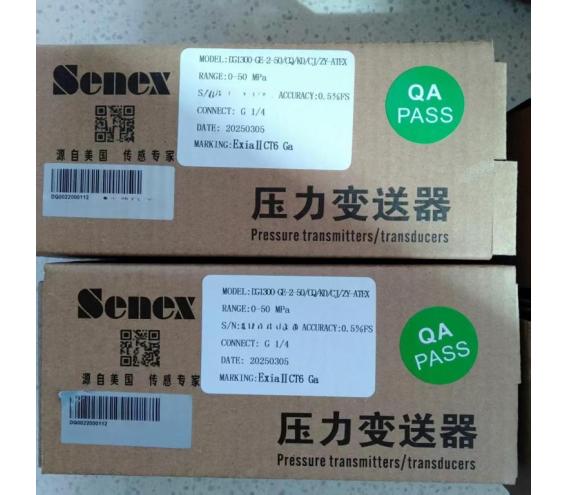 Senex
源自美国 传感专家
DG0022000112
MODEL:DG1300-GE-2-50/CQ/KD/CJ/ZY-ATEX
RANGE:0-50 MPa
S/N: ACCURACY:0.5%FS
CONNECT: G 1/4
DATE: 20250305
MARKING:ExiaⅡCT6 Ga
QA
PASS
压力变送器
Pressure transmitters/transducers
Senex
源自美国 传感专家
DG0022000112
MODEL:DG1300-GE-2-50/CQ/KD/CJ/ZY-ATEX
RANGE:0-50 MPa
S/N: ACCURACY:0.5%FS
CONNECT: G 1/4
DATE: 20250305
MARKING:ExiaⅡCT6 Ga
QA
PASS
压力变送器
Pressure transmitters/transducers